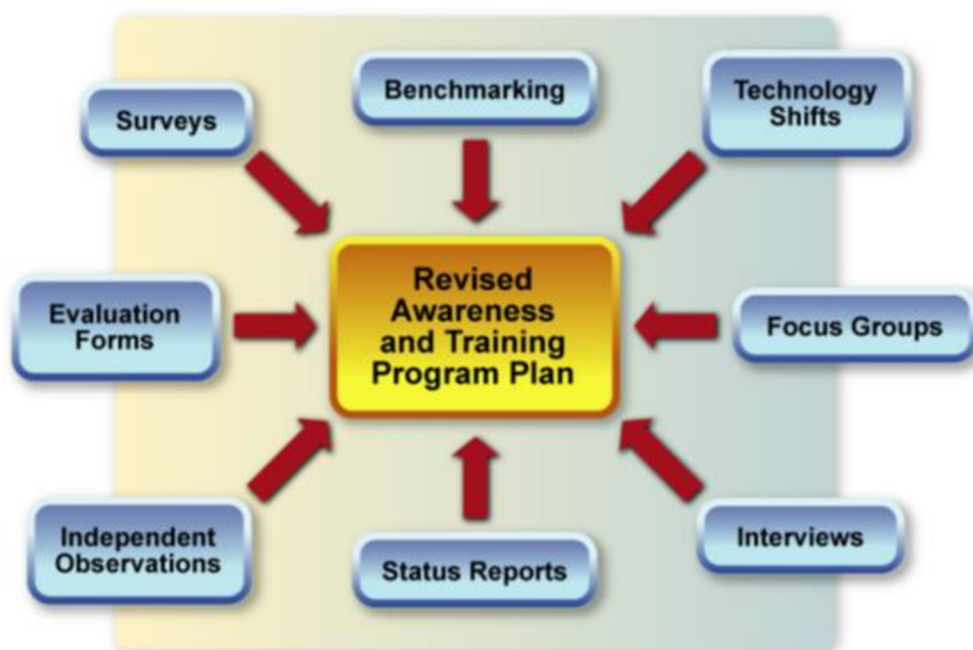 Benchmarking
Technology
Shifts
Surveys
Revised
Awareness
and Training
Program Plan
Evaluation
Forms
Focus Groups
Independent
Observations
Status Reports
Interviews